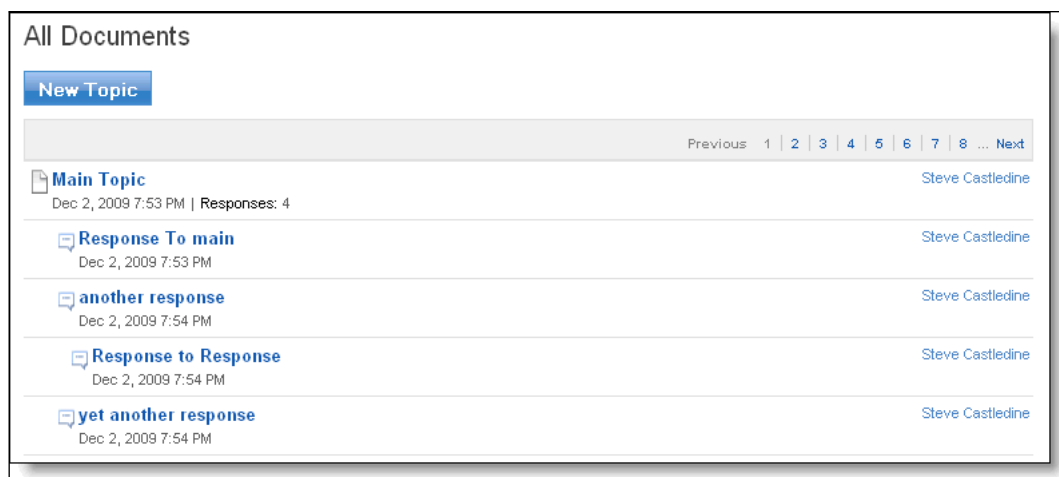 All Documents
New Topic
Previous 1 | 2 | 3 | 4 | 5 | 6 | 7 | 8 ... Next
Main Topic Steve Castledine
Dec 2, 2009 7:53 PM | Responses: 4
Response To main Steve Castledine
Dec 2, 2009 7:53 PM
another response Steve Castledine
Dec 2, 2009 7:54 PM
Response to Response Steve Castledine
Dec 2, 2009 7:54 PM
yet another response Steve Castledine
Dec 2, 2009 7:54 PM